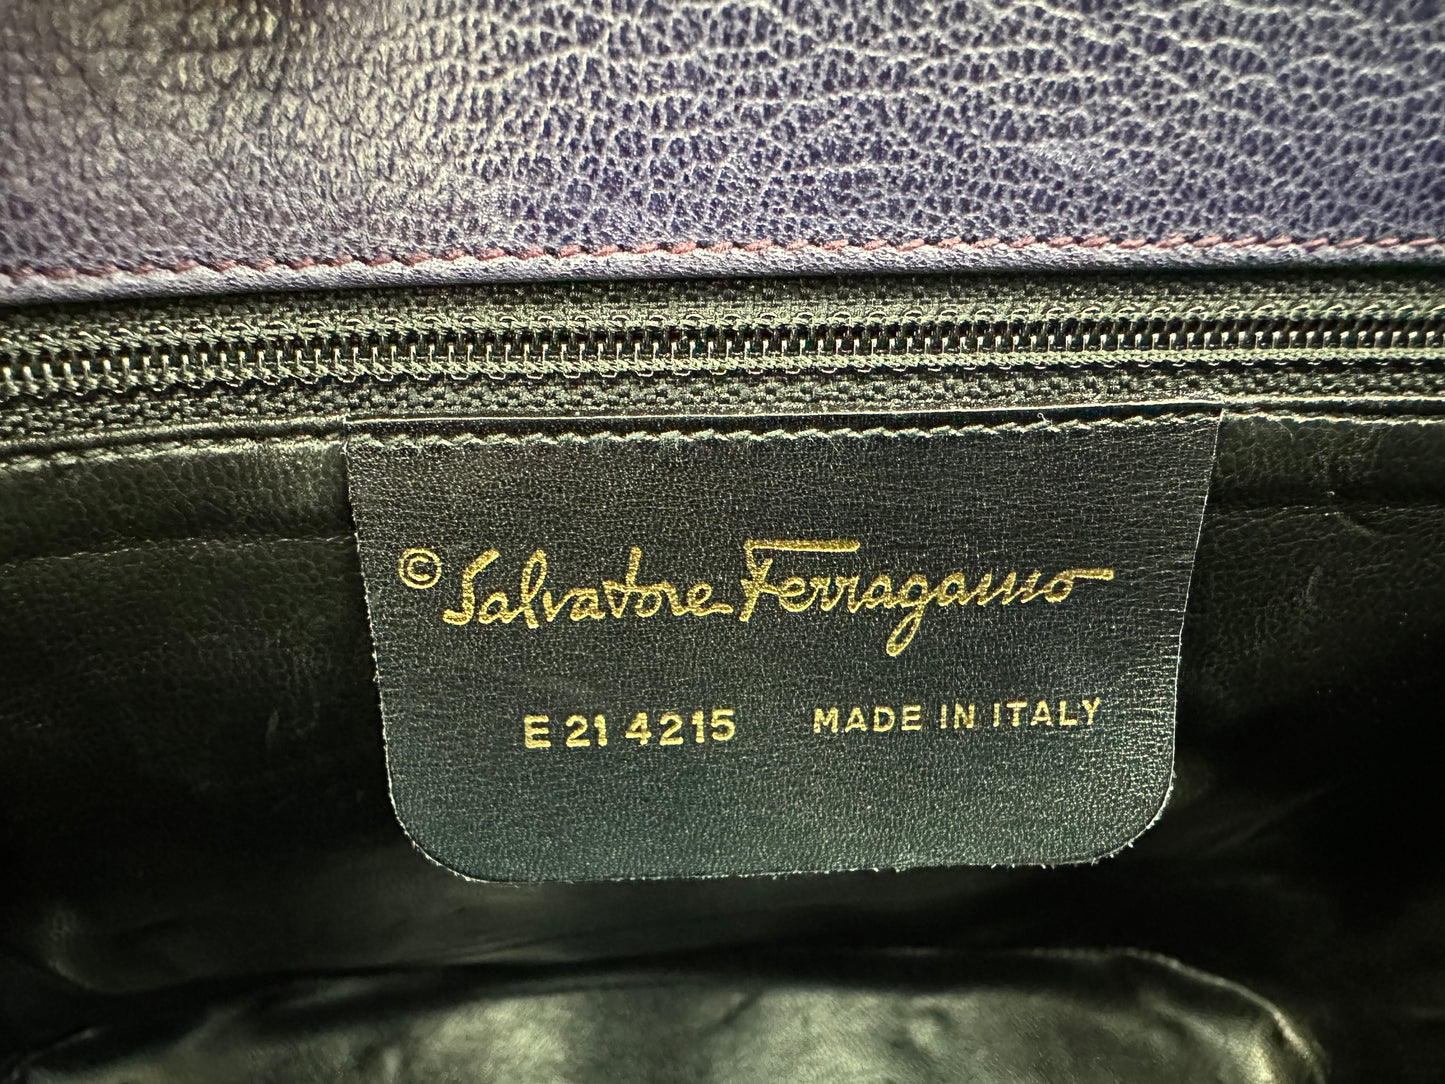 © Salvatore Ferragamo
E 21 4215 MADE IN ITALY